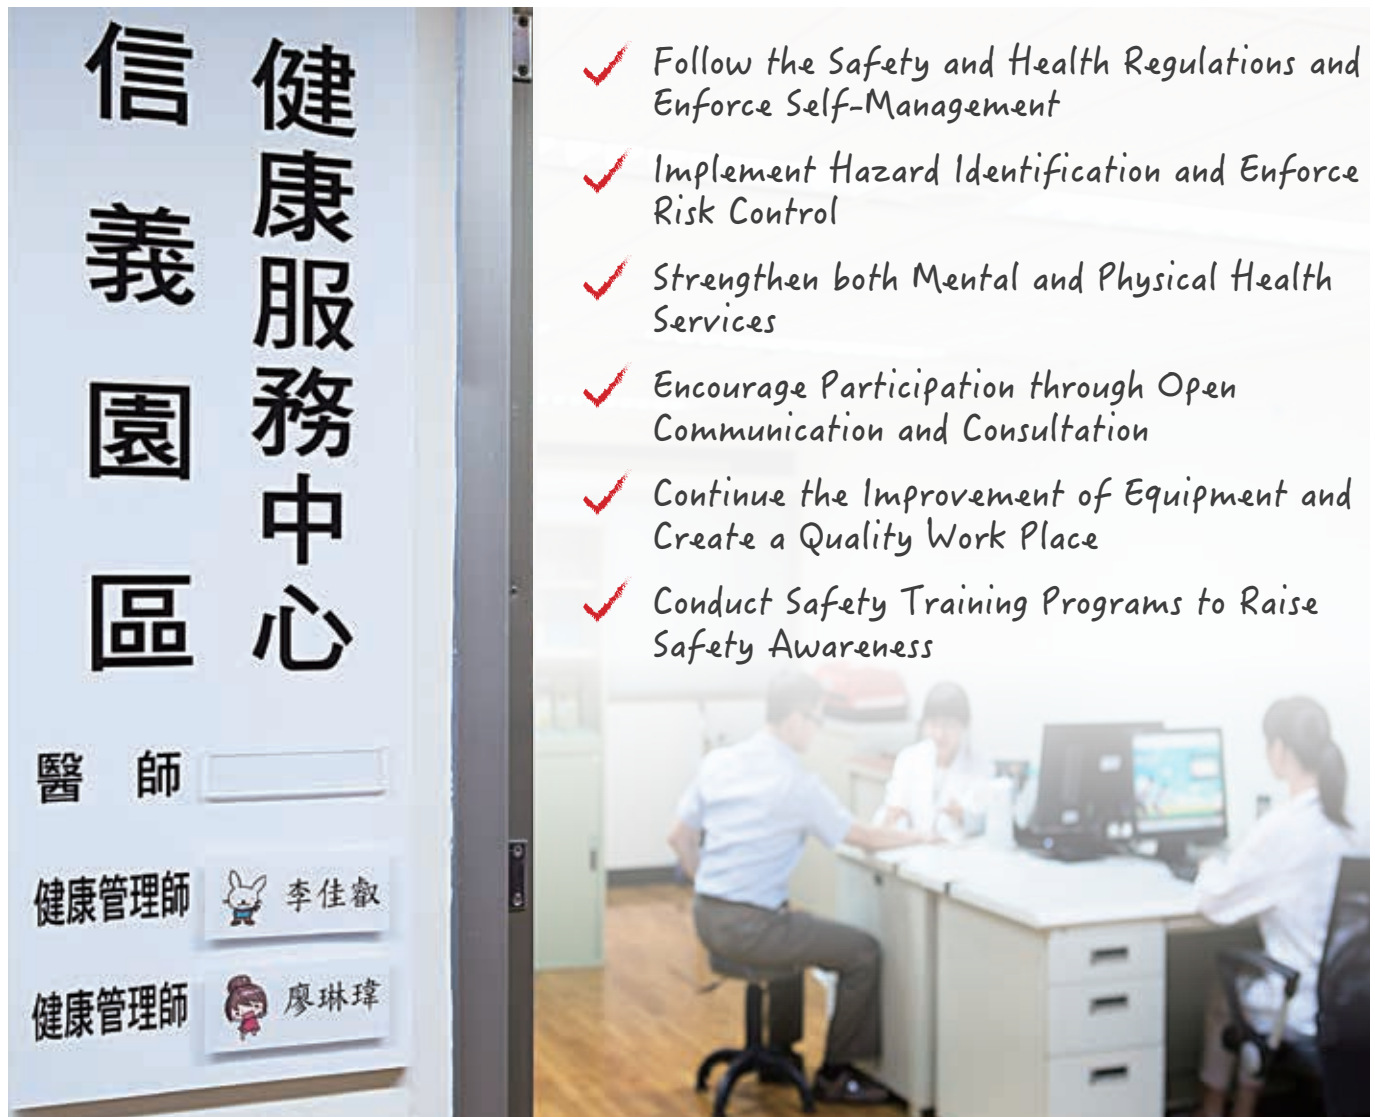 健康服務中心
信義園區
醫師
健康管理師 李佳叡
健康管理師 廖琳瑋
Follow the Safety and Health Regulations and
Enforce Self-Management
Implement Hazard Identification and Enforce
Risk Control
Strengthen both Mental and Physical Health
Services
Encourage Participation through Open
Communication and Consultation
Continue the Improvement of Equipment and
Create a Quality Work Place
Conduct Safety Training Programs to Raise
Safety Awareness